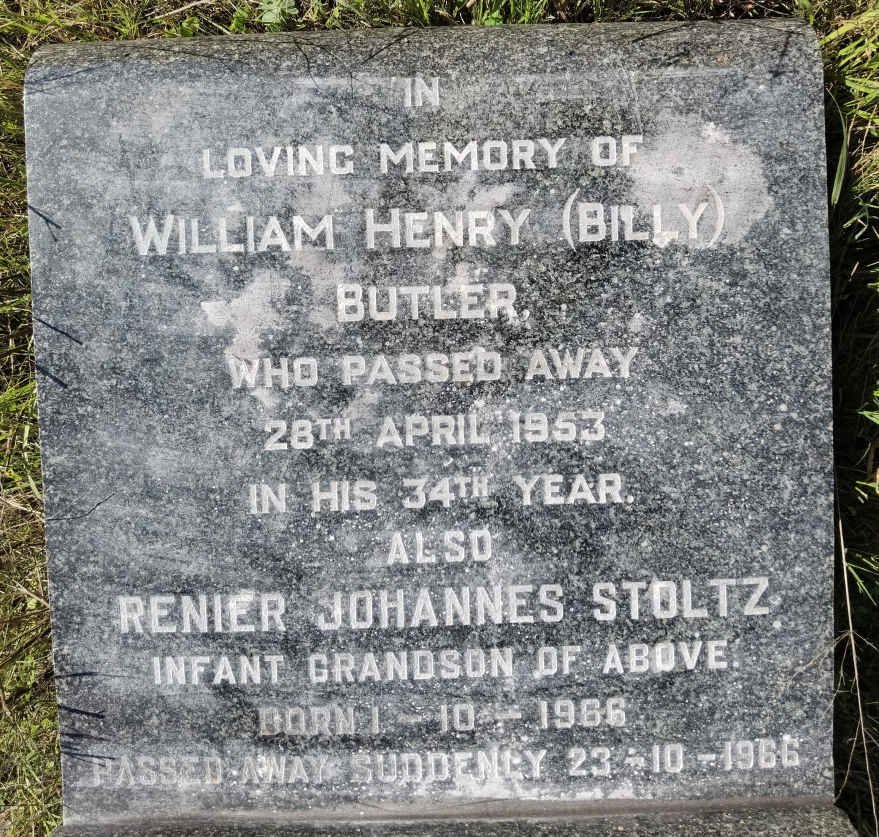 IN
LOVING MEMORY OF
WILLIAM HENRY (BILLY)
BUTLER,
WHO PASSED AWAY
28TH APRIL 1953
IN HIS 34TH YEAR.
ALSO
RENIER JOHANNES STOLTZ
INFANT GRANDSON OF ABOVE.
BORN 1 - 10 - 1966
PASSED AWAY SUDDENLY 23 - 10 - 1966